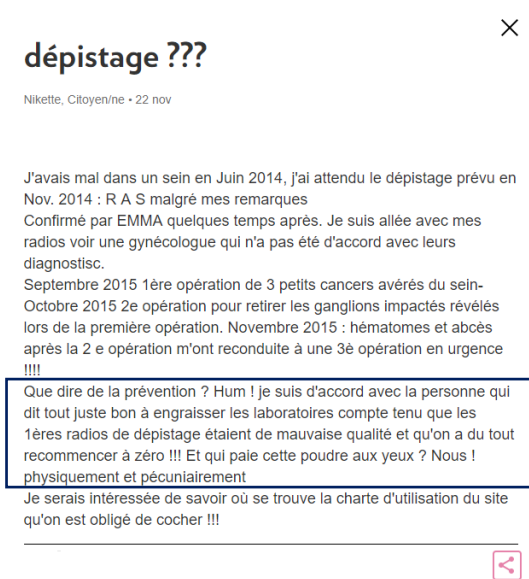 dépistage ???
Nikette, Citoyen/ne • 22 nov
J'avais mal dans un sein en Juin 2014, j'ai attendu le dépistage prévu en
Nov. 2014 : R A S malgré mes remarques
Confirmé par EMMA quelques temps après. Je suis allée avec mes
radios voir une gynécologue qui n'a pas été d'accord avec leurs
diagnostisc.
Septembre 2015 1ère opération de 3 petits cancers avérés du sein-
Octobre 2015 2e opération pour retirer les ganglions impactés révélés
lors de la première opération. Novembre 2015 : hématomes et abcès
après la 2 e opération m'ont reconduite à une 3è opération en urgence
!!!!
Que dire de la prévention ? Hum ! je suis d'accord avec la personne qui
dit tout juste bon à engraisser les laboratoires compte tenu que les
1ères radios de dépistage étaient de mauvaise qualité et qu'on a du tout
recommencer à zéro !!! Et qui paie cette poudre aux yeux ? Nous !
physiquement et pécuniairement
Je serais intéressée de savoir où se trouve la charte d'utilisation du site
qu'on est obligé de cocher !!!